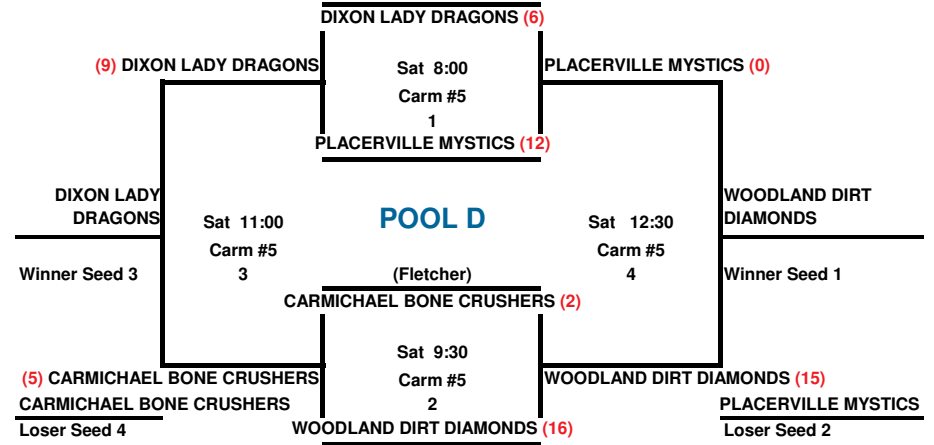 DIXON LADY DRAGONS (6)
(9) DIXON LADY DRAGONS
Sat 8:00
PLACERVILLE MYSTICS (0)
Carm #5
1
PLACERVILLE MYSTICS (12)
DIXON LADY
DRAGONS
WOODLAND DIRT
DIAMONDS
Sat 11:00
Carm #5
3
POOL D
(Fletcher)
Sat 12:30
Carm #5
4
Winner Seed 3
Winner Seed 1
CARMICHAEL BONE CRUSHERS (2)
Sat 9:30
Carm #5
2
(5) CARMICHAEL BONE CRUSHERS
WOODLAND DIRT DIAMONDS (15)
CARMICHAEL BONE CRUSHERS
PLACERVILLE MYSTICS
Loser Seed 4
WOODLAND DIRT DIAMONDS (16)
Loser Seed 2